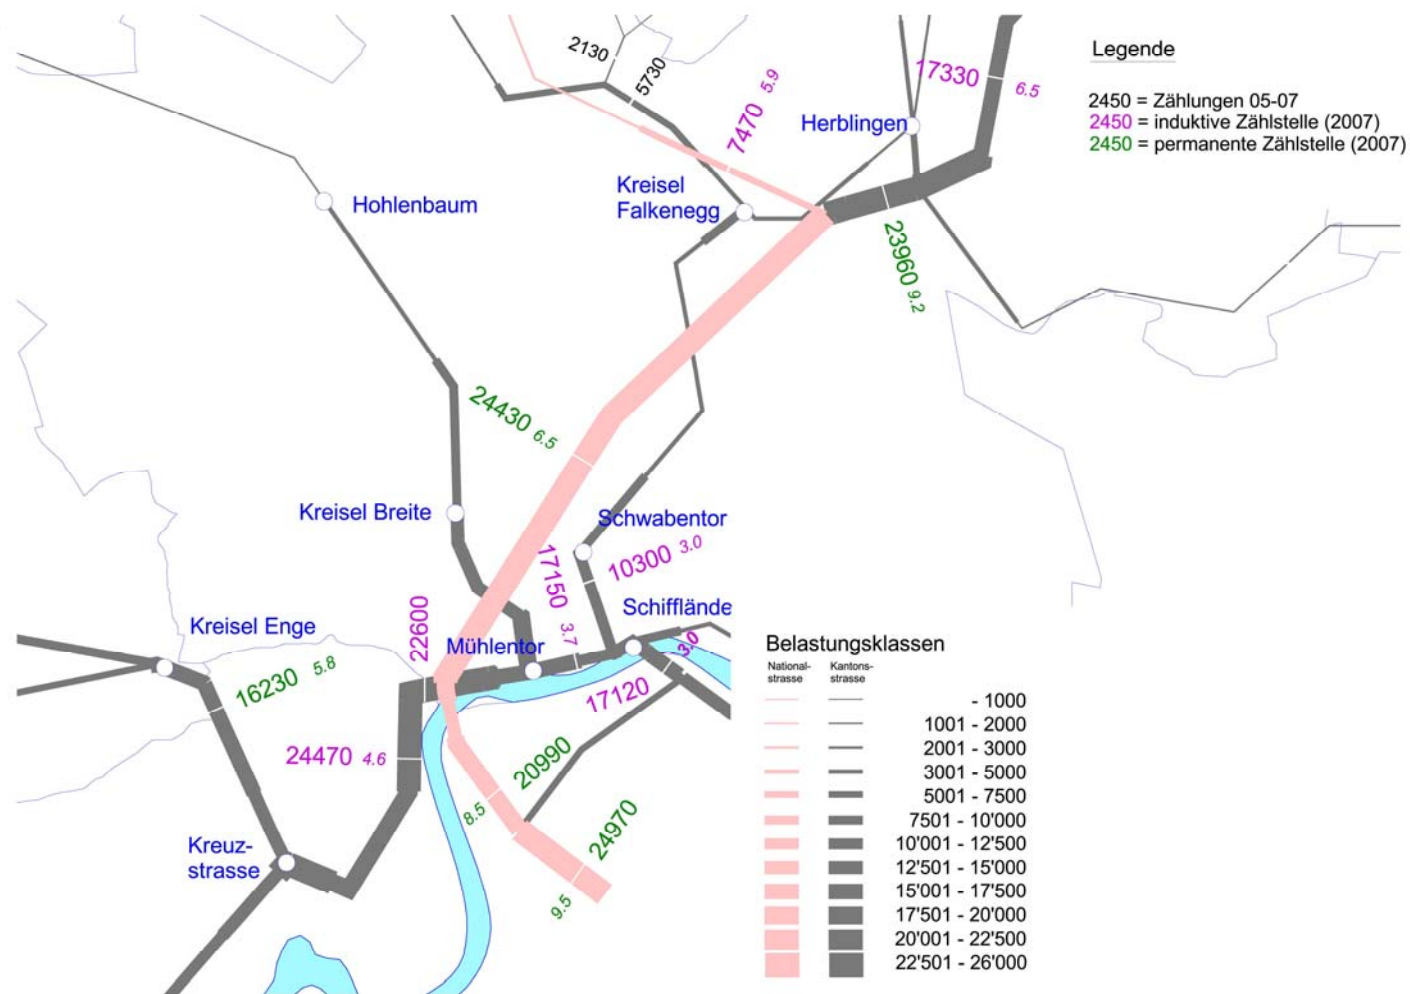 2130
5730
7470 5.9
17330
6.5
Herblingen
Kreisel
Falkenegg
Hohlenbaum
23960 9.2
24430 6.5
Kreisel Breite
Schwabentor
17150 3.7
10300 3.0
22600
Schifflände
Kreisel Enge
Mühlentor
3.0
16230 5.8
17120
24470 4.6
20990
8.5
24970
9.5
Kreuz-
strasse
Legende
2450 = Zählungen 05-07
2450 = induktive Zählstelle (2007)
2450 = permanente Zählstelle (2007)
Belastungsklassen
National-
strasse
Kantons-
strasse
- 1000
1001 - 2000
2001 - 3000
3001 - 5000
5001 - 7500
7501 - 10'000
10'001 - 12'500
12'501 - 15'000
15'001 - 17'500
17'501 - 20'000
20'001 - 22'500
22'501 - 26'000